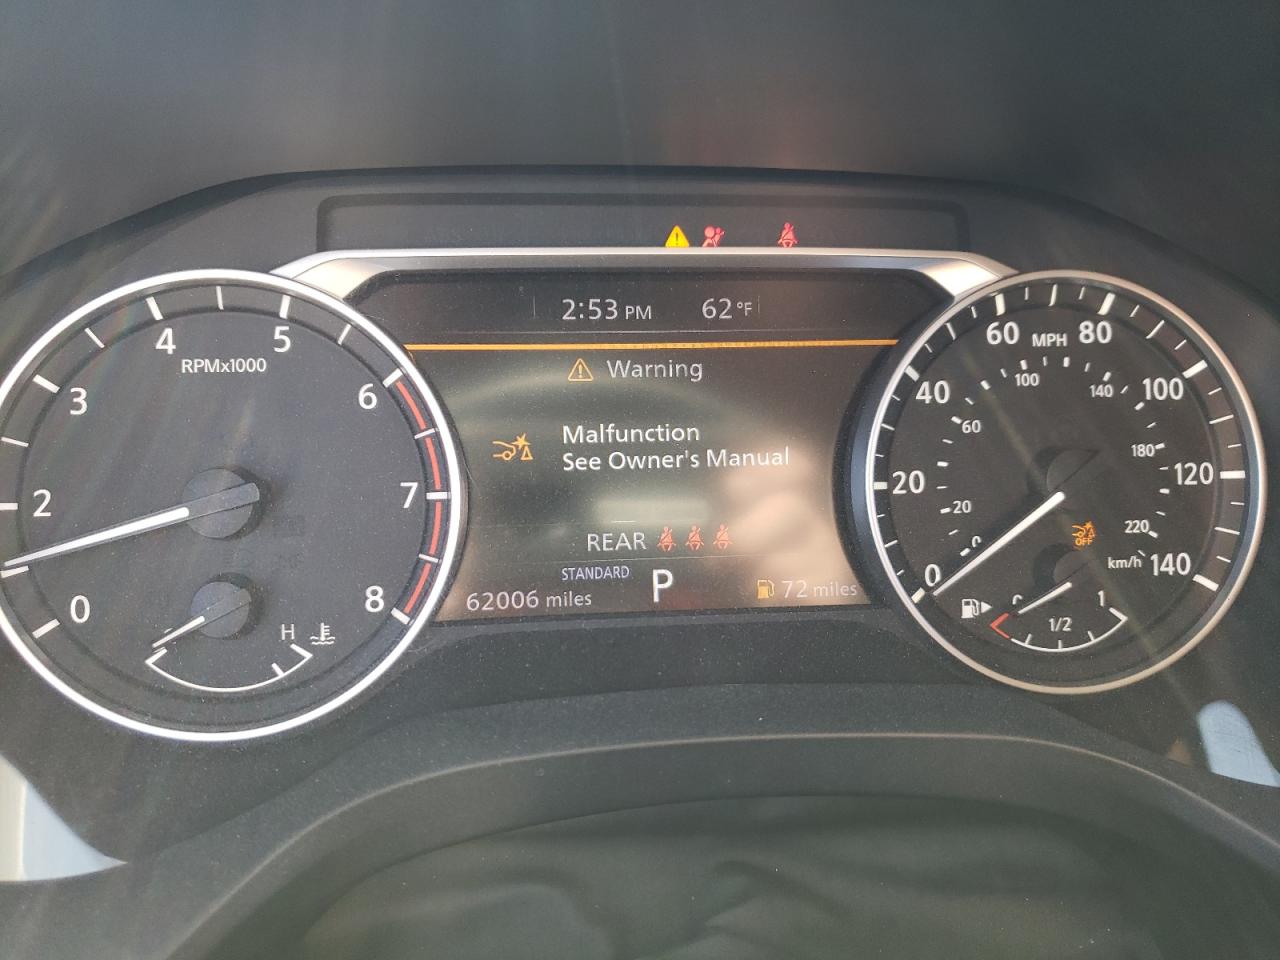 2:53 PM 62°F
Warning
Malfunction
See Owner's Manual
REAR
STANDARD
P
62006 miles
72 miles
0
2
3
4
5
6
7
8
RPMx1000
H
0
20
40
60
80
100
120
140
MPH
0
20
60
100
140
180
220
km/h
OFF
0
1/2
1